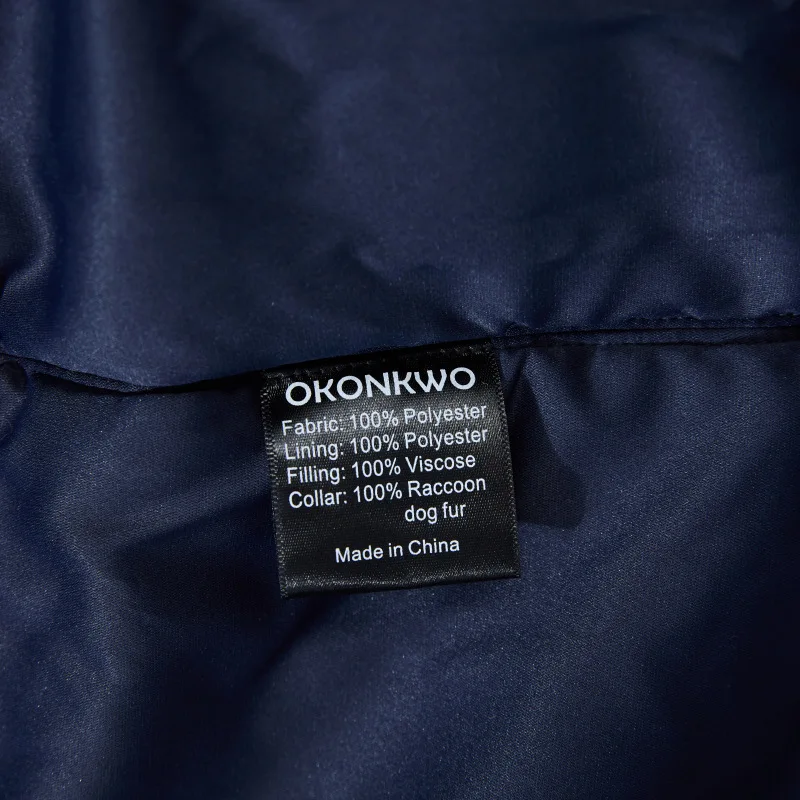 OKONKWO
Fabric: 100% Polyester
Lining: 100% Polyester
Filling: 100% Viscose
Collar: 100% Raccoon
dog fur
Made in China